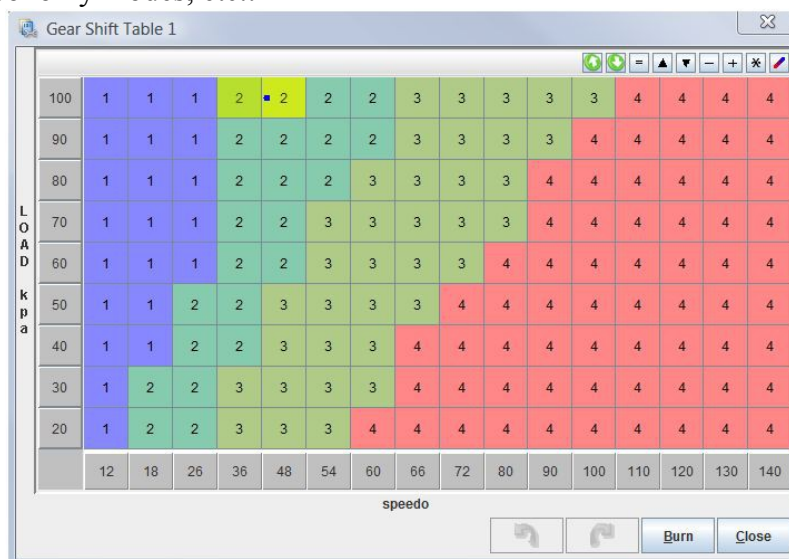 Gear Shift Table 1
= ▲ ▼ − + *
100 1 1 1 2 2 2 2 3 3 3 3 3 4 4 4 4
90 1 1 1 2 2 2 2 3 3 3 3 4 4 4 4 4
80 1 1 1 2 2 2 3 3 3 3 4 4 4 4 4 4
70 1 1 1 2 2 3 3 3 3 3 4 4 4 4 4 4
60 1 1 1 2 2 3 3 3 3 4 4 4 4 4 4 4
50 1 1 2 2 3 3 3 3 4 4 4 4 4 4 4 4
40 1 1 2 2 3 3 3 4 4 4 4 4 4 4 4 4
30 1 2 2 3 3 3 3 4 4 4 4 4 4 4 4 4
20 1 2 2 3 3 3 4 4 4 4 4 4 4 4 4 4
LOAD kpa
12 18 26 36 48 54 60 66 72 80 90 100 110 120 130 140
speedo
Burn Close